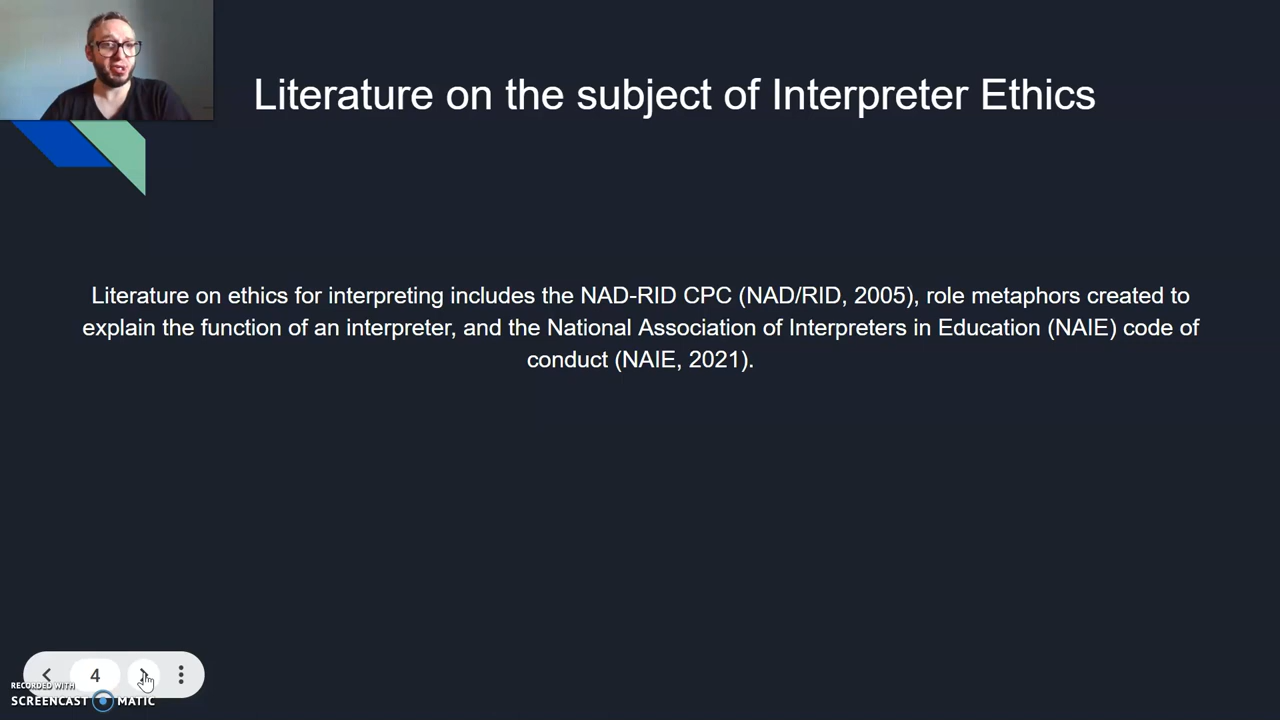 Literature on the subject of Interpreter Ethics
Literature on ethics for interpreting includes the NAD-RID CPC (NAD/RID, 2005), role metaphors created to
explain the function of an interpreter, and the National Association of Interpreters in Education (NAIE) code of
conduct (NAIE, 2021).
4
RECORDED WITH
SCREENCAST MATIC